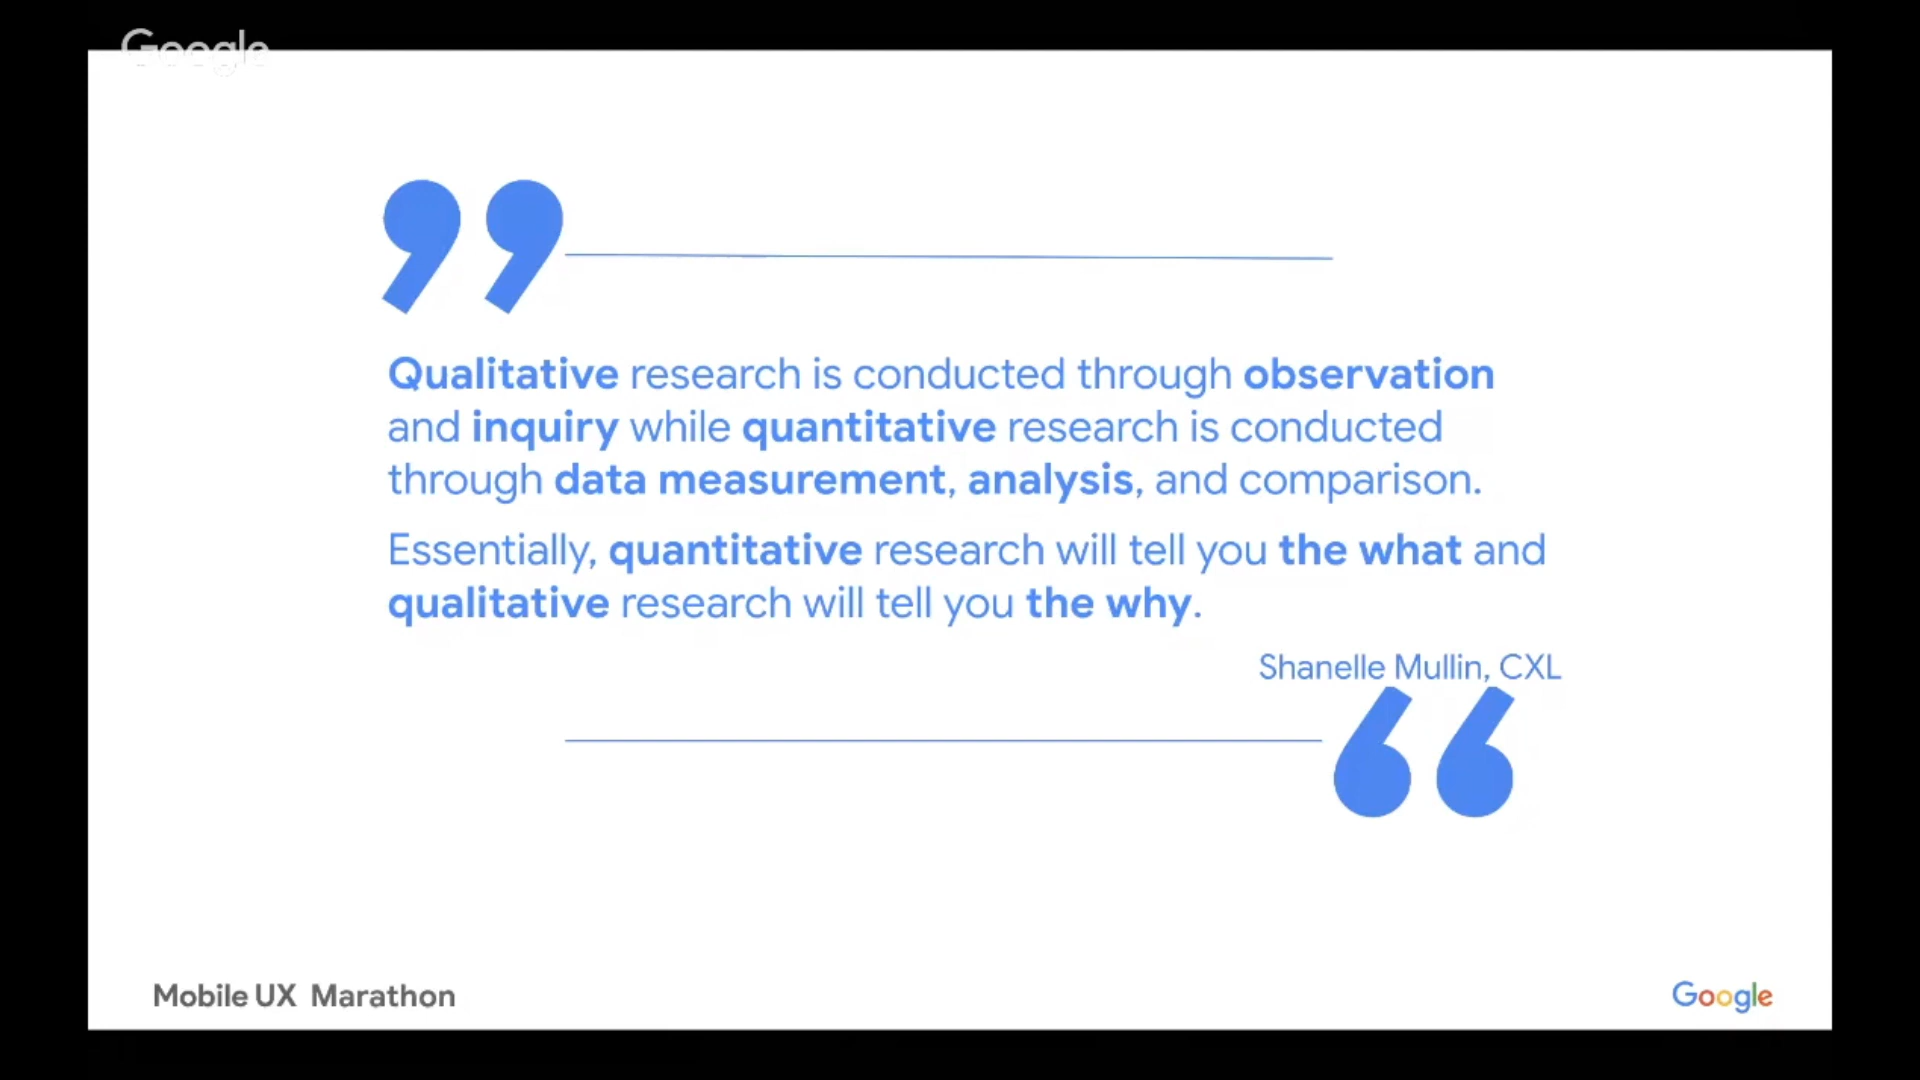 Google
Qualitative research is conducted through observation
and inquiry while quantitative research is conducted
through data measurement, analysis, and comparison.
Essentially, quantitative research will tell you the what and
qualitative research will tell you the why.
Shanelle Mullin, CXL
Mobile UX Marathon
Google